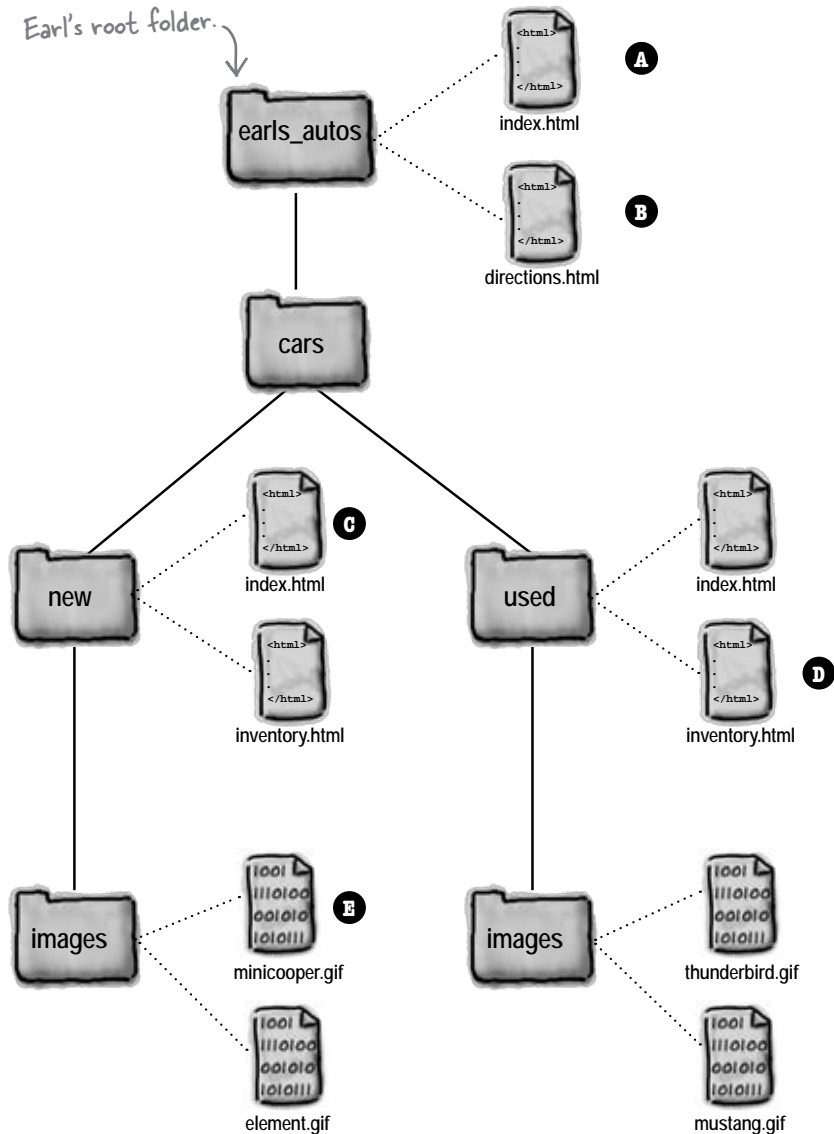 Earl's root folder.
<html>
.
.
.
</html>
A
index.html
earls_autos
<html>
.
.
.
</html>
B
directions.html
cars
<html>
.
.
.
</html>
C
index.html
<html>
.
.
.
</html>
index.html
new
used
<html>
.
.
.
</html>
inventory.html
<html>
.
.
.
</html>
D
inventory.html
1001
1110100
001010
1010111
E
minicooper.gif
1001
1110100
001010
1010111
thunderbird.gif
images
images
1001
1110100
001010
1010111
element.gif
1001
1110100
001010
1010111
mustang.gif